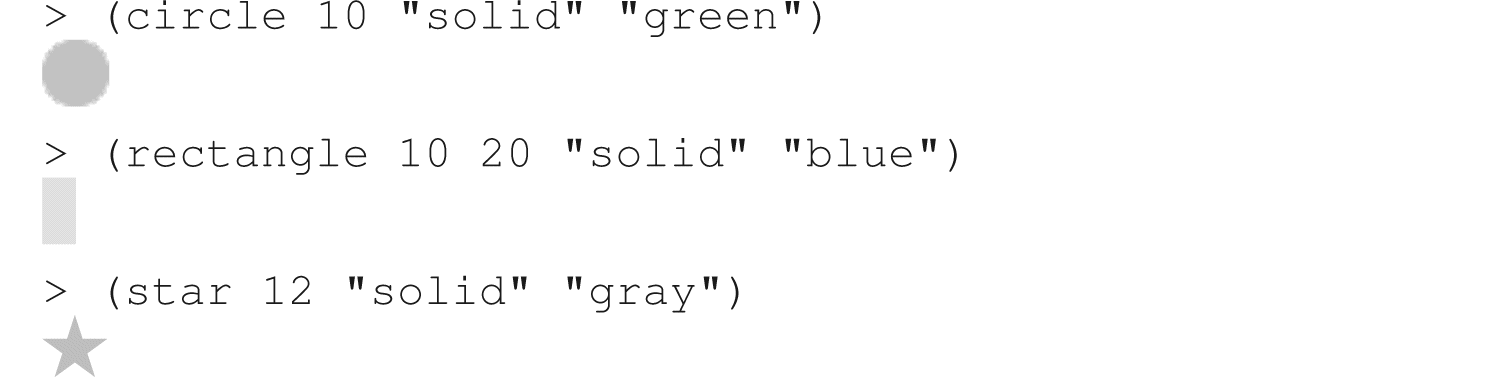 > (circle 10 "solid" "green")
> (rectangle 10 20 "solid" "blue")
> (star 12 "solid" "gray")